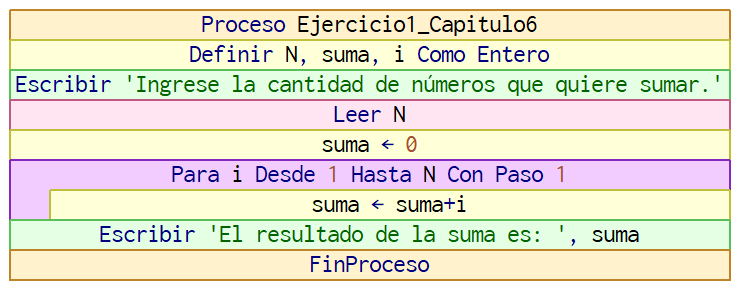 Proceso Ejercicio1_Capitulo6
Definir N, suma, i Como Entero
Escribir 'Ingrese la cantidad de números que quiere sumar.'
Leer N
suma ← 0
Para i Desde 1 Hasta N Con Paso 1
suma ← suma+i
Escribir 'El resultado de la suma es: ', suma
FinProceso